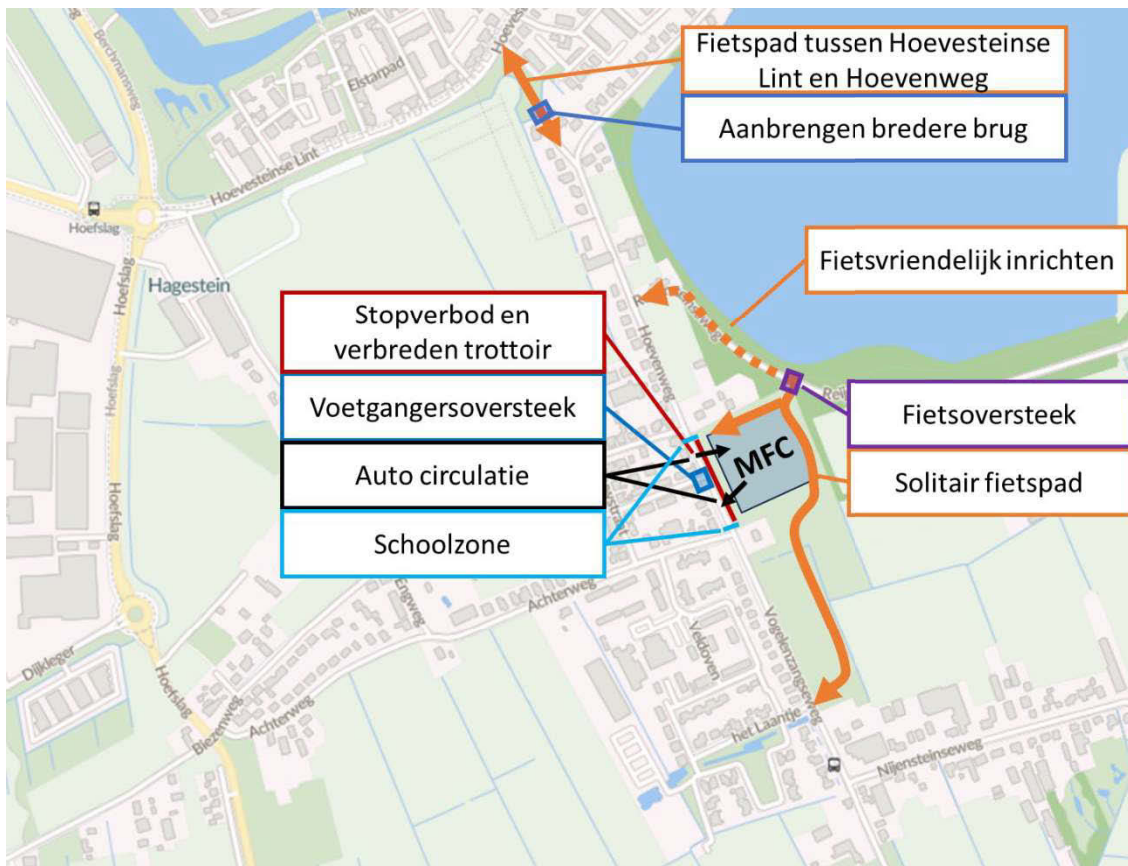 Fietspad tussen Hoevesteinse
Lint en Hoevenweg
Aanbrengen bredere brug
Berchmansweg
Elstarpad
Hoevesteinse Lint
Hoefslag
Hoefslag
Hagestein
Fietsvriendelijk inrichten
Stopverbod en
verbreden trottoir
Hoevenweg
Voetgangersoversteek
Fietsoversteek
Auto circulatie
MFC
Solitair fietspad
Hoefslag
Schoolzone
Hoefslag
Engweg
Achterweg
Dijkleger
Hoefslag
Veldoven
Vogelenzangseweg
Biezenweg
Achterweg
het Laantje
Nijensteinseweg